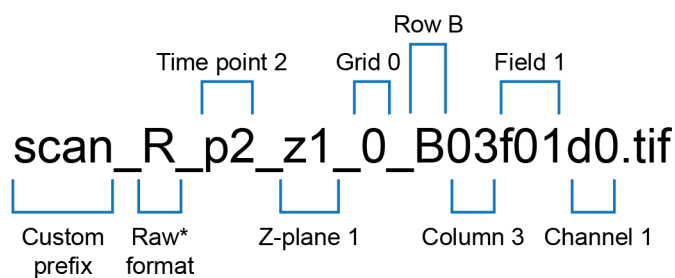 Row B
Time point 2 Grid 0 Field 1
scan_R_p2_z1_0_B03f01d0.tif
Custom prefix Raw* format Z-plane 1 Column 3 Channel 1